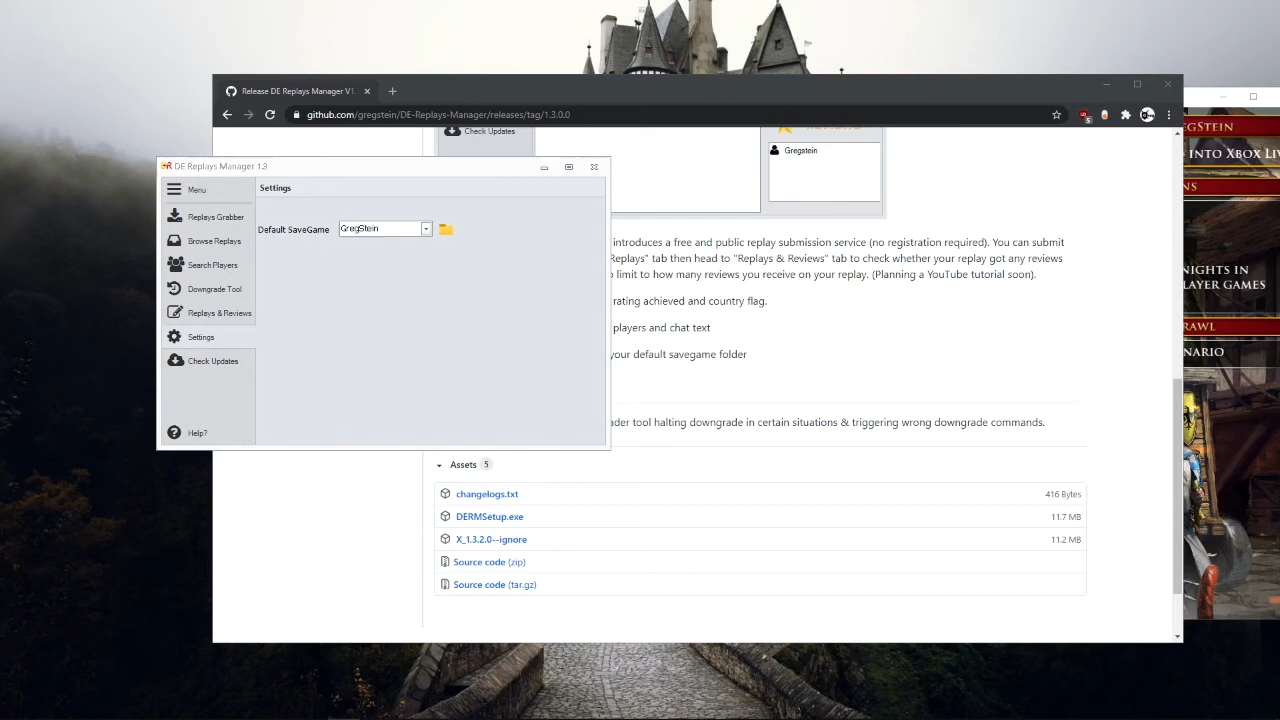 Release DE Replays Manager V1
github.com/gregstein/DE-Replays-Manager/releases/tag/1.3.0.0
Check Updates
Gregstein
DE Replays Manager 1.3
Menu
Settings
Replays Grabber
Default SaveGame
GregStein
Browse Replays
Search Players
Downgrade Tool
Replays & Reviews
Settings
Check Updates
Help?
introduces a free and public replay submission service (no registration required). You can submit
Replays" tab then head to "Replays & Reviews" tab to check whether your replay got any reviews
limit to how many reviews you receive on your replay. (Planning a YouTube tutorial soon).
rating achieved and country flag.
players and chat text
your default savegame folder
ader tool halting downgrade in certain situations & triggering wrong downgrade commands.
Assets 5
changelogs.txt 416 Bytes
DERMSetup.exe 11.7 MB
X_1.3.2.0--ignore 11.2 MB
Source code (zip)
Source code (tar.gz)
EGSTEIN
INTO XBOX LIV
NS
NIGHTS IN
LAYER GAMES
RAWL
NARIO